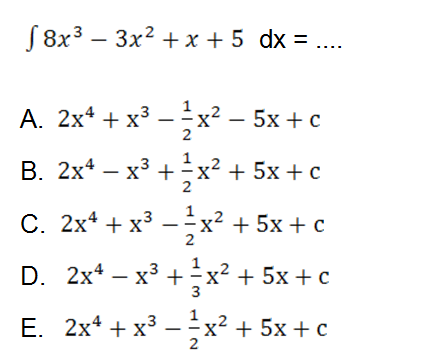 ∫ 8x³ – 3x² + x + 5 dx = ....
A. 2x⁴ + x³ – ½x² – 5x + c
B. 2x⁴ – x³ + ½x² + 5x + c
C. 2x⁴ + x³ – ½x² + 5x + c
D. 2x⁴ – x³ + ⅓x² + 5x + c
E. 2x⁴ + x³ – ½x² + 5x + c